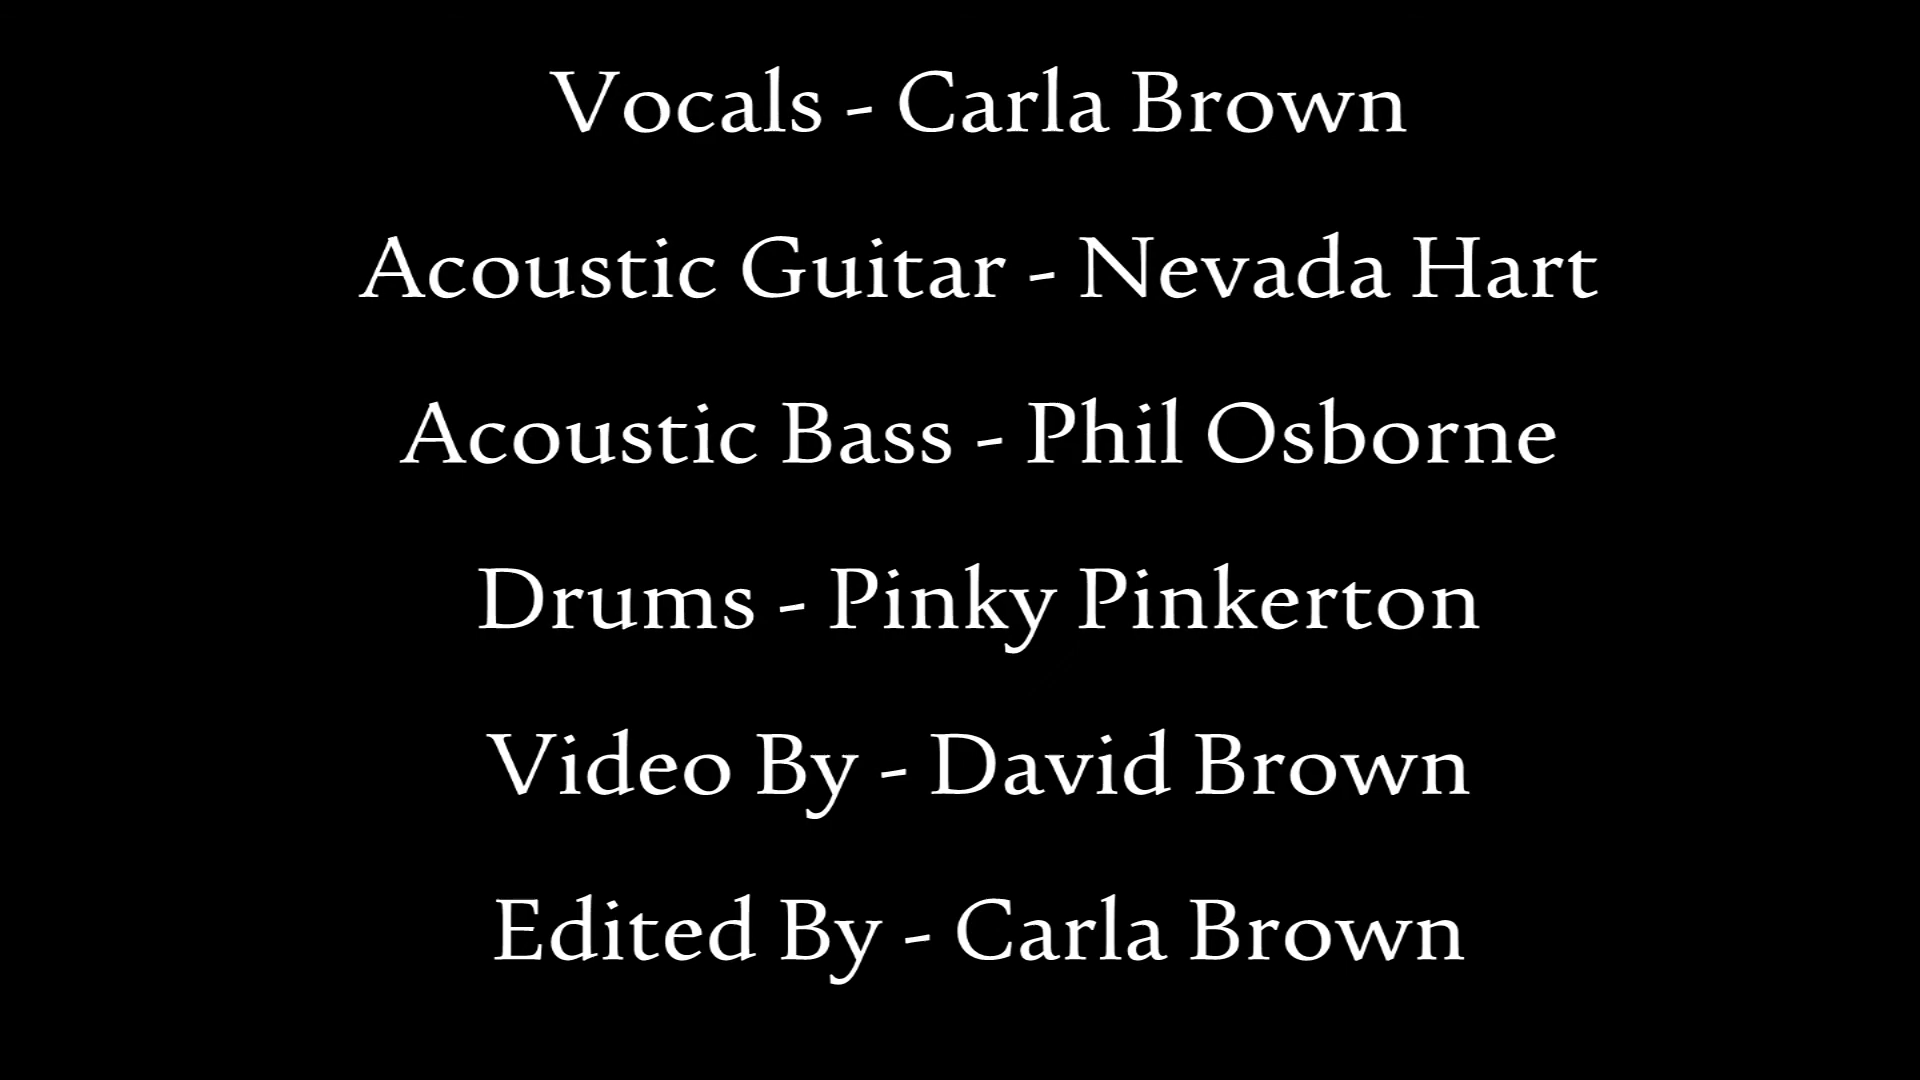 Vocals - Carla Brown
Acoustic Guitar - Nevada Hart
Acoustic Bass - Phil Osborne
Drums - Pinky Pinkerton
Video By - David Brown
Edited By - Carla Brown